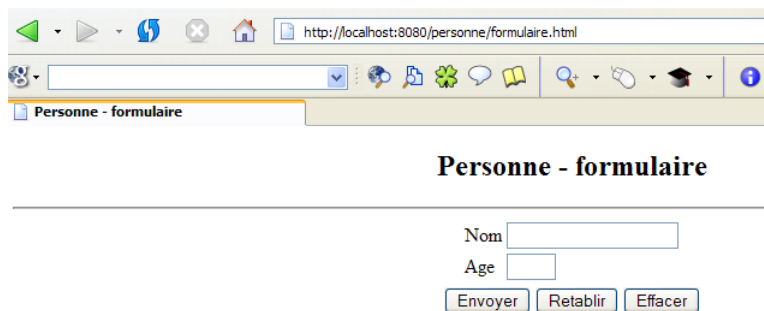 http://localhost:8080/personne/formulaire.html
Personne - formulaire
Personne - formulaire
Nom
Age
Envoyer Retablir Effacer